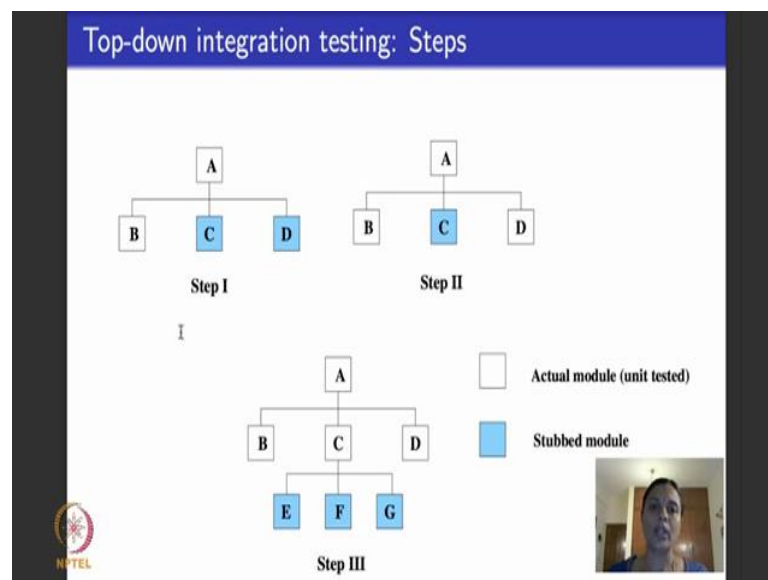 Top-down integration testing: Steps
A
B C D
Step I
A
B C D
Step II
A
B C D
E F G
Step III
Actual module (unit tested)
Stubbed module
NPTEL